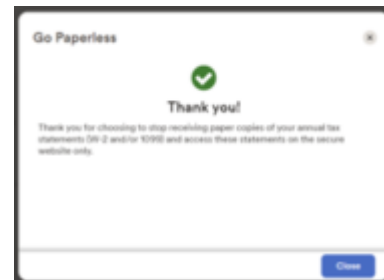 Go Paperless
Thank you!
Thank you for choosing to stop receiving paper copies of your annual tax
statements (W-2 and/or 1099) and access these statements on the secure
website only.
Close